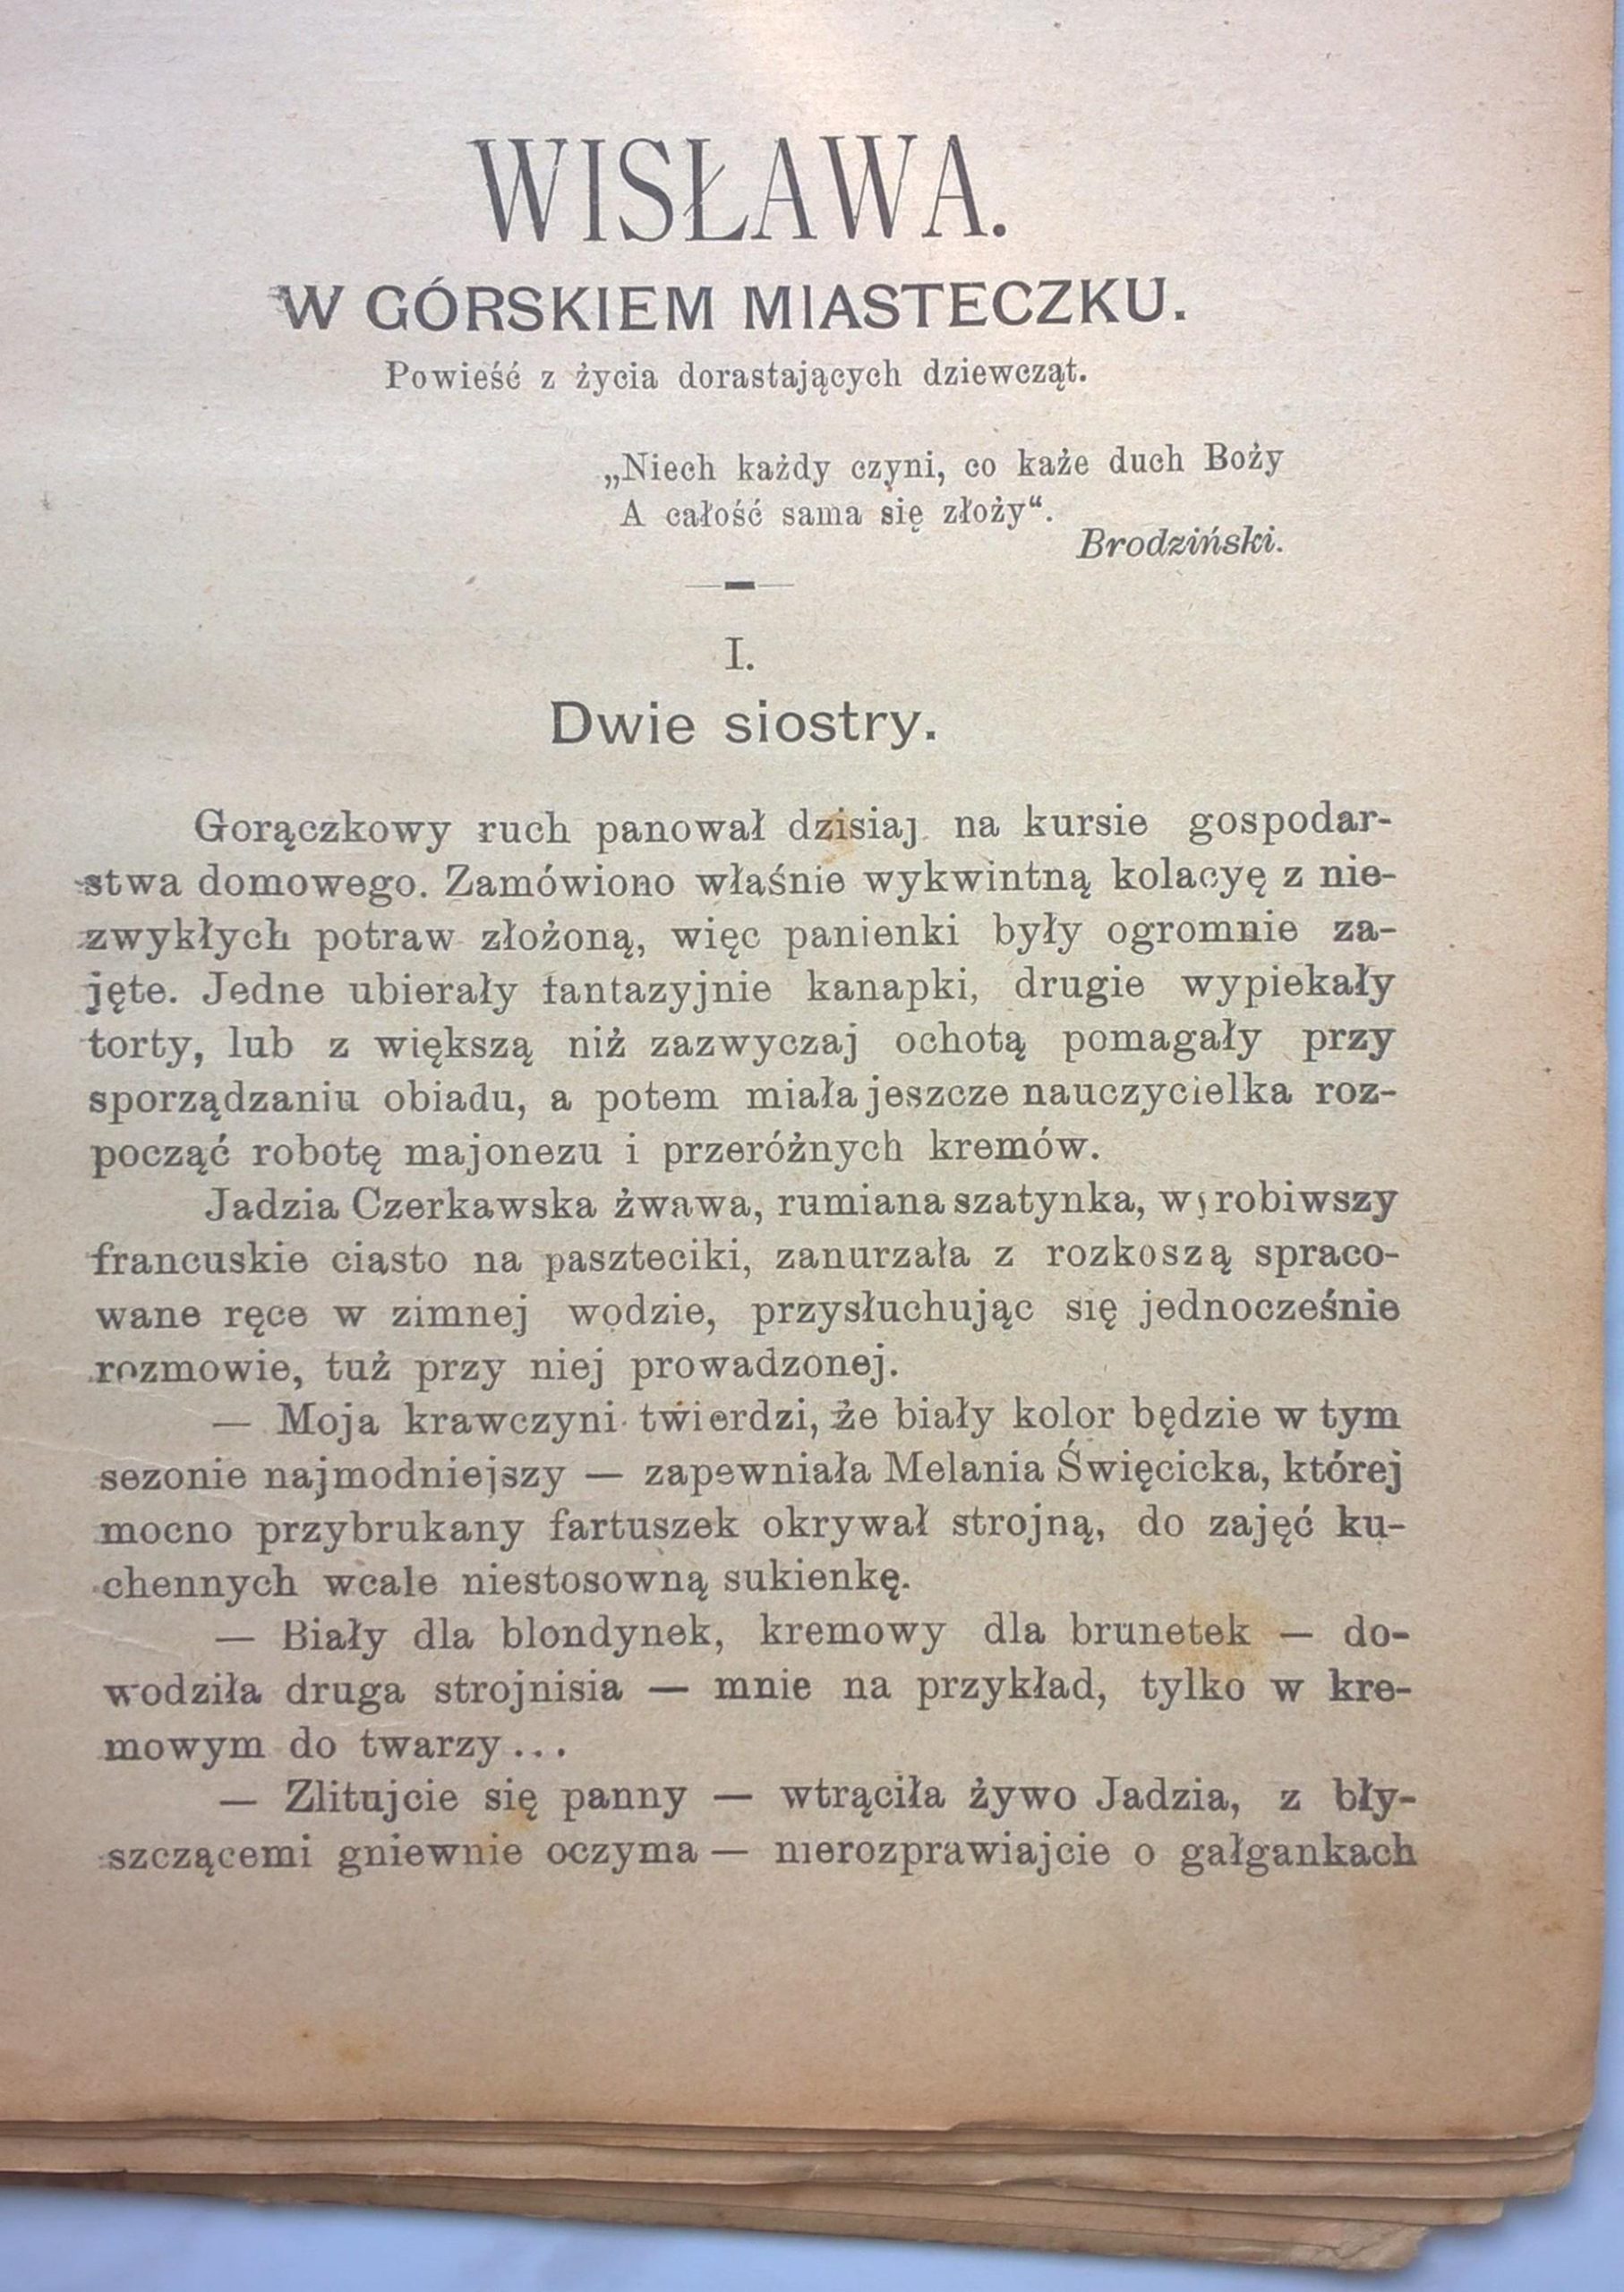 WISŁAWA.
W GÓRSKIEM MIASTECZKU.
Powieść z życia dorastających dziewcząt.
„Niech każdy czyni, co każe duch Boży
A całość sama się złoży“.
Brodziński.
I.
Dwie siostry.
Gorączkowy ruch panował dzisiaj na kursie gospodar-
stwa domowego. Zamówiono właśnie wykwintną kolacyę z nie-
zwykłych potraw złożoną, więc panienki były ogromnie za-
jęte. Jedne ubierały fantazyjnie kanapki, drugie wypiekały
torty, lub z większą niż zazwyczaj ochotą pomagały przy
sporządzaniu obiadu, a potem miała jeszcze nauczycielka roz-
począć robotę majonezu i przeróżnych kremów.
Jadzia Czerkawska żwawa, rumiana szatynka, wyrobiwszy
francuskie ciasto na paszteciki, zanurzała z rozkoszą spraco-
wane ręce w zimnej wodzie, przysłuchując się jednocześnie
rozmowie, tuż przy niej prowadzonej.
— Moja krawczyni twierdzi, że biały kolor będzie w tym
sezonie najmodniejszy — zapewniała Melania Święcicka, której
mocno przybrukany fartuszek okrywał strojną, do zajęć ku-
chennych wcale niestosowną sukienkę.
— Biały dla blondynek, kremowy dla brunetek — do-
wodziła druga strojnisia — mnie na przykład, tylko w kre-
mowym do twarzy...
— Zlitujcie się panny — wtrąciła żywo Jadzia, z bły-
szczącemi gniewnie oczyma — nierozprawiajcie o gałgankach